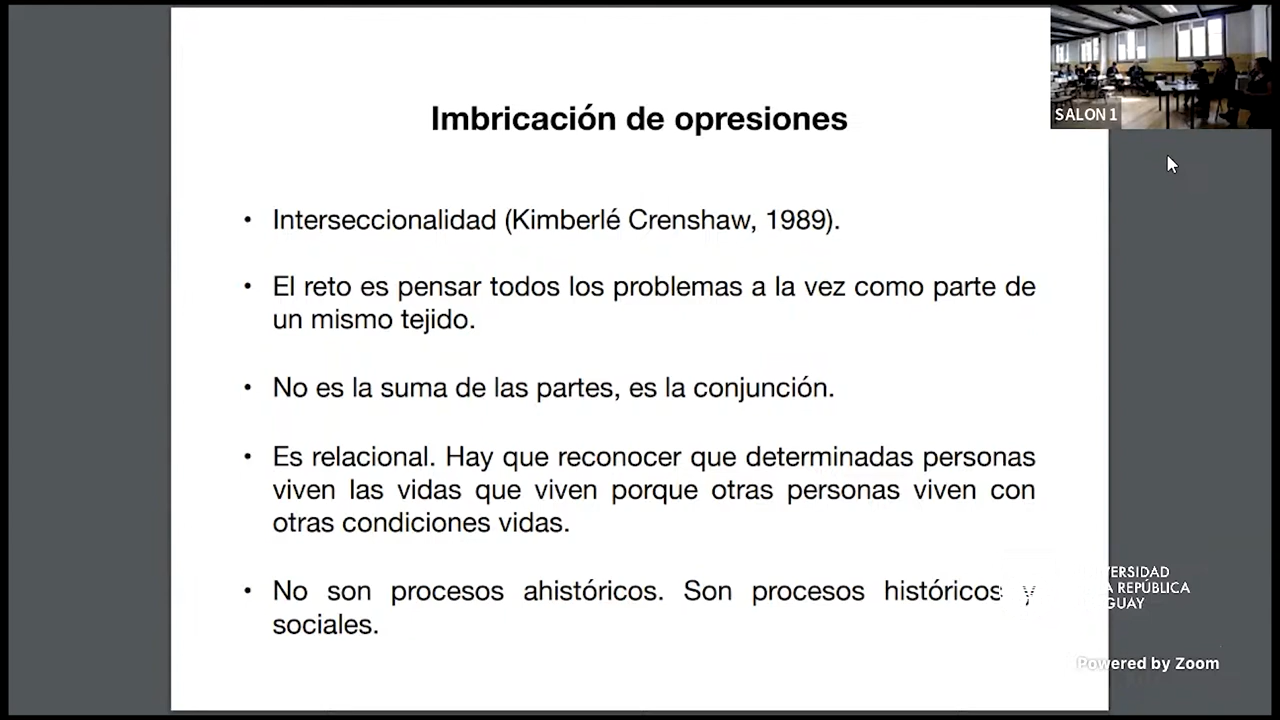 Imbricación de opresiones
SALON 1
• Interseccionalidad (Kimberlé Crenshaw, 1989).
• El reto es pensar todos los problemas a la vez como parte de
un mismo tejido.
• No es la suma de las partes, es la conjunción.
• Es relacional. Hay que reconocer que determinadas personas
viven las vidas que viven porque otras personas viven con
otras condiciones vidas.
• No son procesos ahistóricos. Son procesos históricos y
sociales.
VERSIDAD
A REPÚBLICA
GUAY
Powered by Zoom